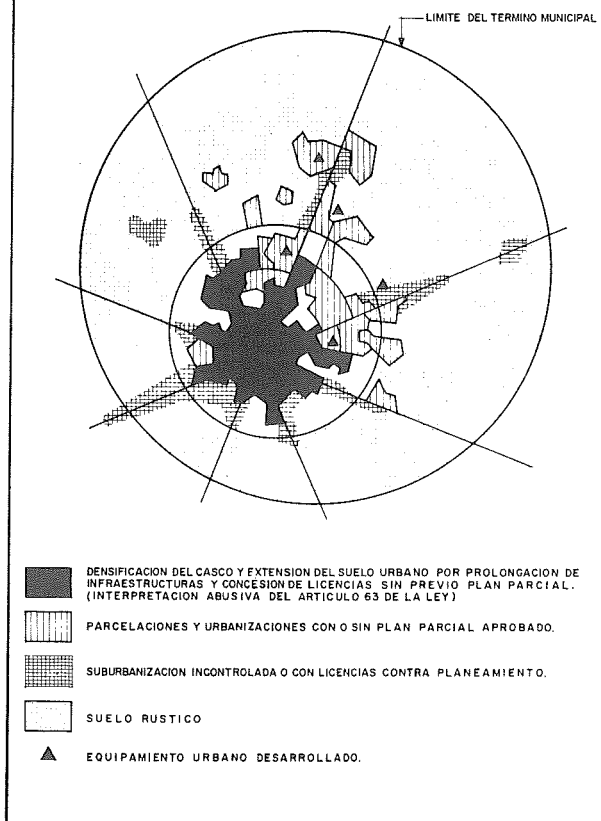 LIMITE DEL TERMINO MUNICIPAL
DENSIFICACION DEL CASCO Y EXTENSION DEL SUELO URBANO POR PROLONGACION DE
INFRAESTRUCTURAS Y CONCESION DE LICENCIAS SIN PREVIO PLAN PARCIAL.
(INTERPRETACION ABUSIVA DEL ARTICULO 63 DE LA LEY)
PARCELACIONES Y URBANIZACIONES CON O SIN PLAN PARCIAL APROBADO.
SUBURBANIZACION INCONTROLADA O CON LICENCIAS CONTRA PLANEAMIENTO.
SUELO RUSTICO
EQUIPAMIENTO URBANO DESARROLLADO.